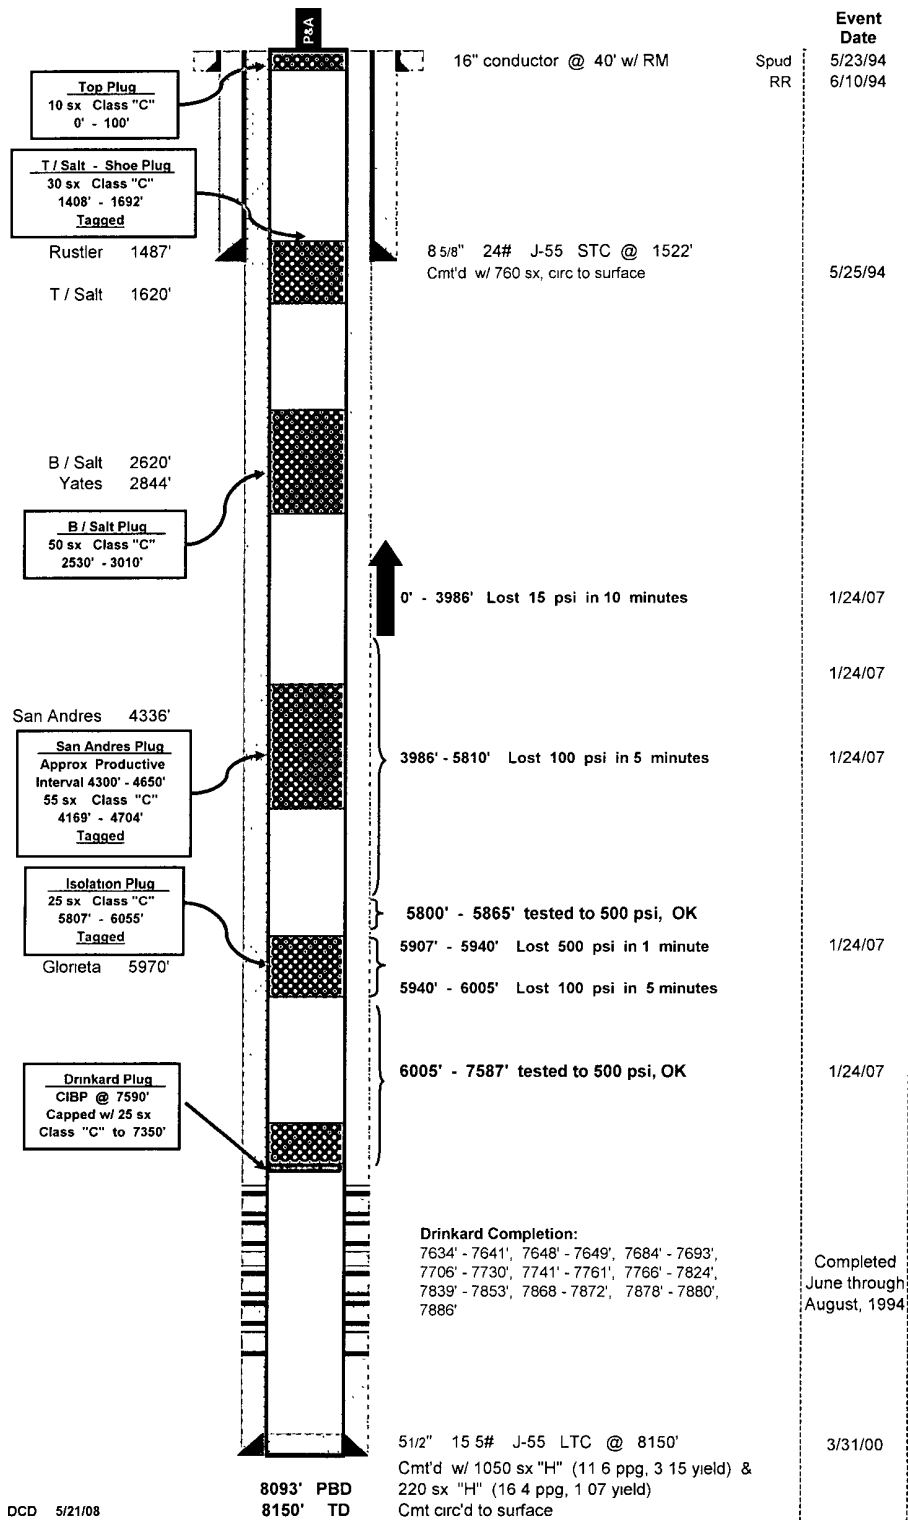 P&A
Event
Date
16" conductor @ 40' w/ RM Spud 5/23/94
RR 6/10/94
Top Plug
10 sx Class "C"
0' - 100'
T / Salt - Shoe Plug
30 sx Class "C"
1408' - 1692'
Tagged
Rustler 1487'
8 5/8" 24# J-55 STC @ 1522'
Cmt'd w/ 760 sx, circ to surface 5/25/94
T / Salt 1620'
B / Salt 2620'
Yates 2844'
B / Salt Plug
50 sx Class "C"
2530' - 3010'
0' - 3986' Lost 15 psi in 10 minutes 1/24/07
1/24/07
San Andres 4336'
San Andres Plug
Approx Productive
Interval 4300' - 4650'
55 sx Class "C"
4169' - 4704'
Tagged
3986' - 5810' Lost 100 psi in 5 minutes 1/24/07
Isolation Plug
25 sx Class "C"
5807' - 6055'
Tagged
5800' - 5865' tested to 500 psi, OK
5907' - 5940' Lost 500 psi in 1 minute 1/24/07
Glorieta 5970'
5940' - 6005' Lost 100 psi in 5 minutes
6005' - 7587' tested to 500 psi, OK 1/24/07
Drinkard Plug
CIBP @ 7590'
Capped w/ 25 sx
Class "C" to 7350'
Drinkard Completion:
7634' - 7641', 7648' - 7649', 7684' - 7693',
7706' - 7730', 7741' - 7761', 7766' - 7824',
7839' - 7853', 7868 - 7872', 7878' - 7880',
7886'
Completed
June through
August, 1994
5 1/2" 15 5# J-55 LTC @ 8150' 3/31/00
Cmt'd w/ 1050 sx "H" (11 6 ppg, 3 15 yield) &
8093' PBD 220 sx "H" (16 4 ppg, 1 07 yield)
DCD 5/21/08 8150' TD Cmt circ'd to surface